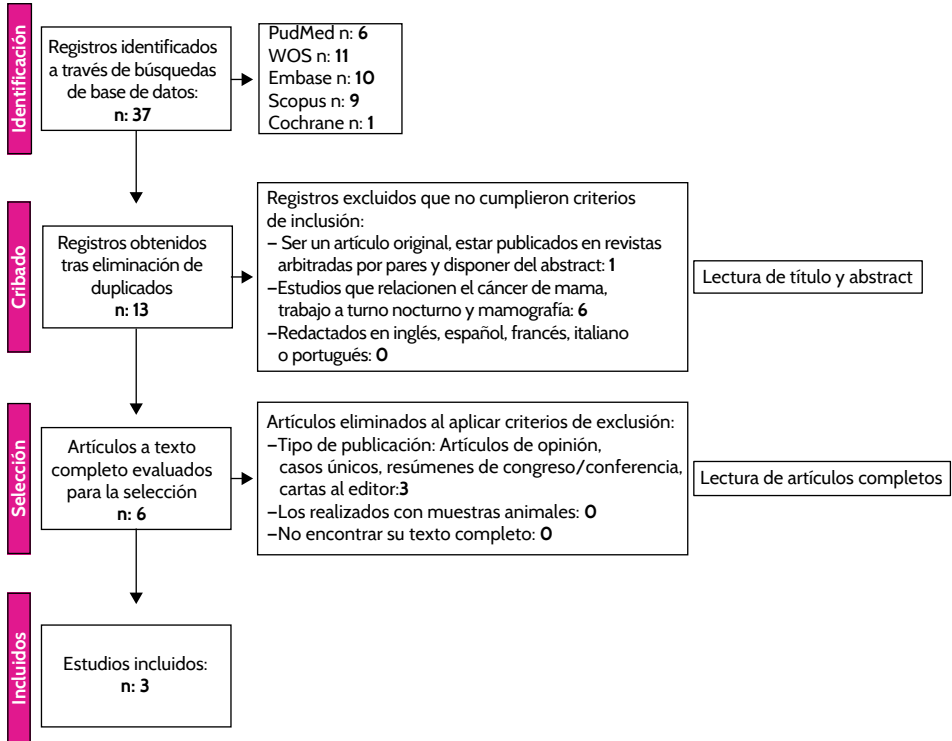 Identificación
Registros identificados
a través de búsquedas
de base de datos:
n: 37
PudMed n: 6
WOS n: 11
Embase n: 10
Scopus n: 9
Cochrane n: 1
Cribado
Registros obtenidos
tras eliminación de
duplicados
n: 13
Registros excluidos que no cumplieron criterios
de inclusión:
– Ser un artículo original, estar publicados en revistas
arbitradas por pares y disponer del abstract: 1
–Estudios que relacionen el cáncer de mama,
trabajo a turno nocturno y mamografía: 6
–Redactados en inglés, español, francés, italiano
o portugués: 0
Lectura de título y abstract
Selección
Artículos a texto
completo evaluados
para la selección
n: 6
Artículos eliminados al aplicar criterios de exclusión:
–Tipo de publicación: Artículos de opinión,
casos únicos, resúmenes de congreso/conferencia,
cartas al editor:3
–Los realizados con muestras animales: 0
–No encontrar su texto completo: 0
Lectura de artículos completos
Incluidos
Estudios incluidos:
n: 3